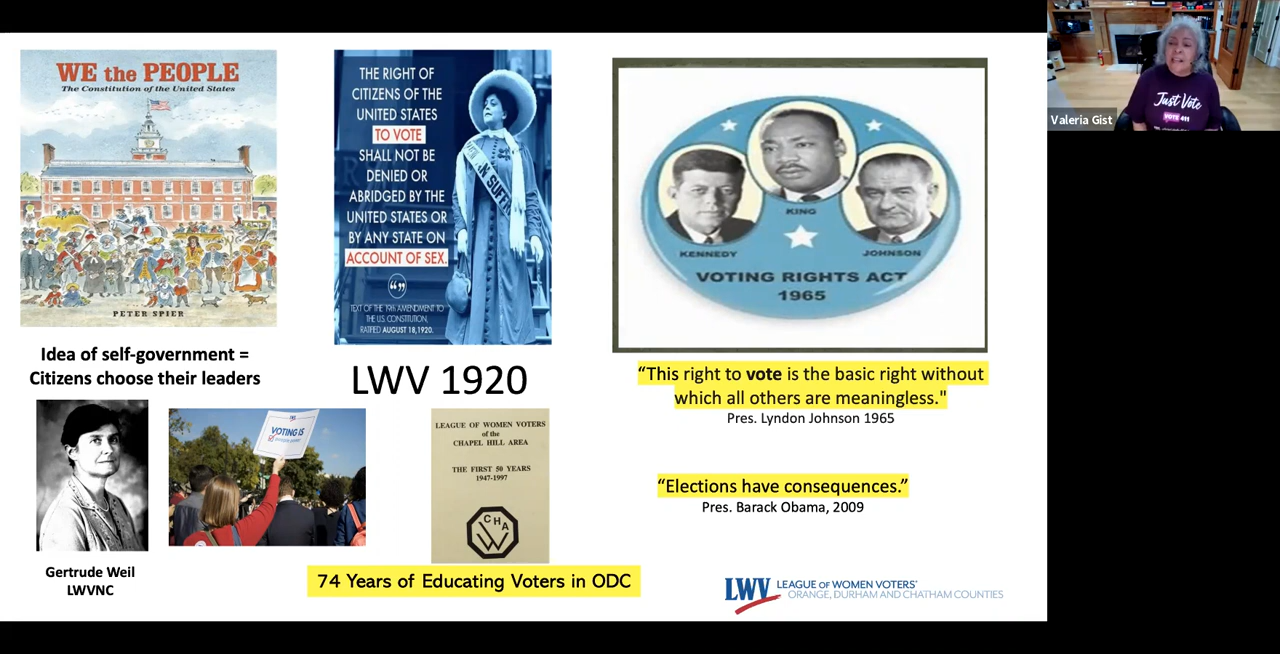 WE the PEOPLE
The Constitution of the United States
PETER SPIER
Idea of self-government =
Citizens choose their leaders
Gertrude Weil
LWVNC
VOTING IS
THE RIGHT OF
CITIZENS OF THE
UNITED STATES
TO VOTE
SHALL NOT BE
DENIED OR
ABRIDGED BY THE
UNITED STATES OR
BY ANY STATE ON
ACCOUNT OF SEX.
TEXT OF THE 19th AMENDMENT TO
THE U.S. CONSTITUTION,
RATIFIED AUGUST 18, 1920.
LWV 1920
LEAGUE OF WOMEN VOTERS
of the
CHAPEL HILL AREA
THE FIRST 50 YEARS
1947-1997
CHA
W
74 Years of Educating Voters in ODC
KING
KENNEDY
JOHNSON
VOTING RIGHTS ACT
1965
“This right to vote is the basic right without
which all others are meaningless."
Pres. Lyndon Johnson 1965
“Elections have consequences.”
Pres. Barack Obama, 2009
LWV LEAGUE OF WOMEN VOTERS®
ORANGE, DURHAM AND CHATHAM COUNTIES
Just Vote
VOTE 411
Valeria Gist